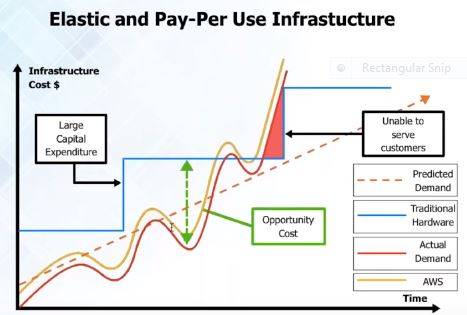 Elastic and Pay-Per Use Infrastucture
Infrastructure
Cost $
Rectangular Snip
Large
Capital
Expenditure
Unable to
serve
customers
Opportunity
Cost
Predicted
Demand
Traditional
Hardware
Actual
Demand
AWS
Time